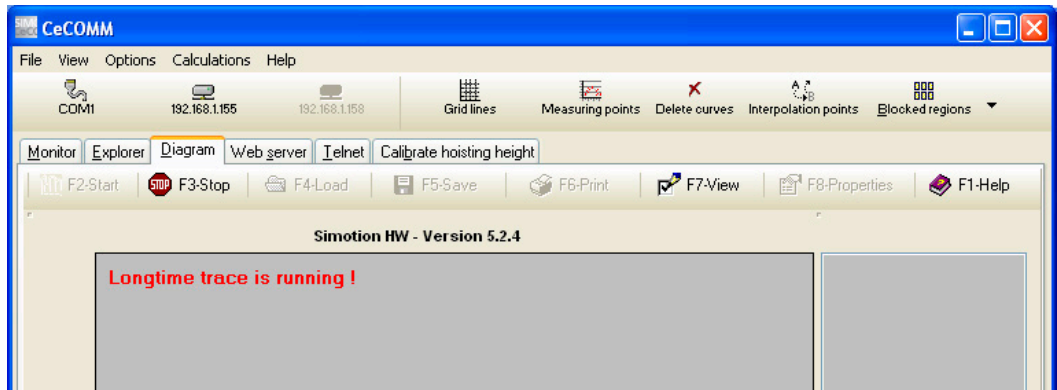 CeCOMM
File View Options Calculations Help
COM1 192.168.1.155 192.168.1.158 Grid lines Measuring points Delete curves Interpolation points Blocked regions
Monitor Explorer Diagram Web server Telnet Calibrate hoisting height
F2-Start STOP F3-Stop F4-Load F5-Save F6-Print F7-View F8-Properties F1-Help
Simotion HW - Version 5.2.4
Longtime trace is running !